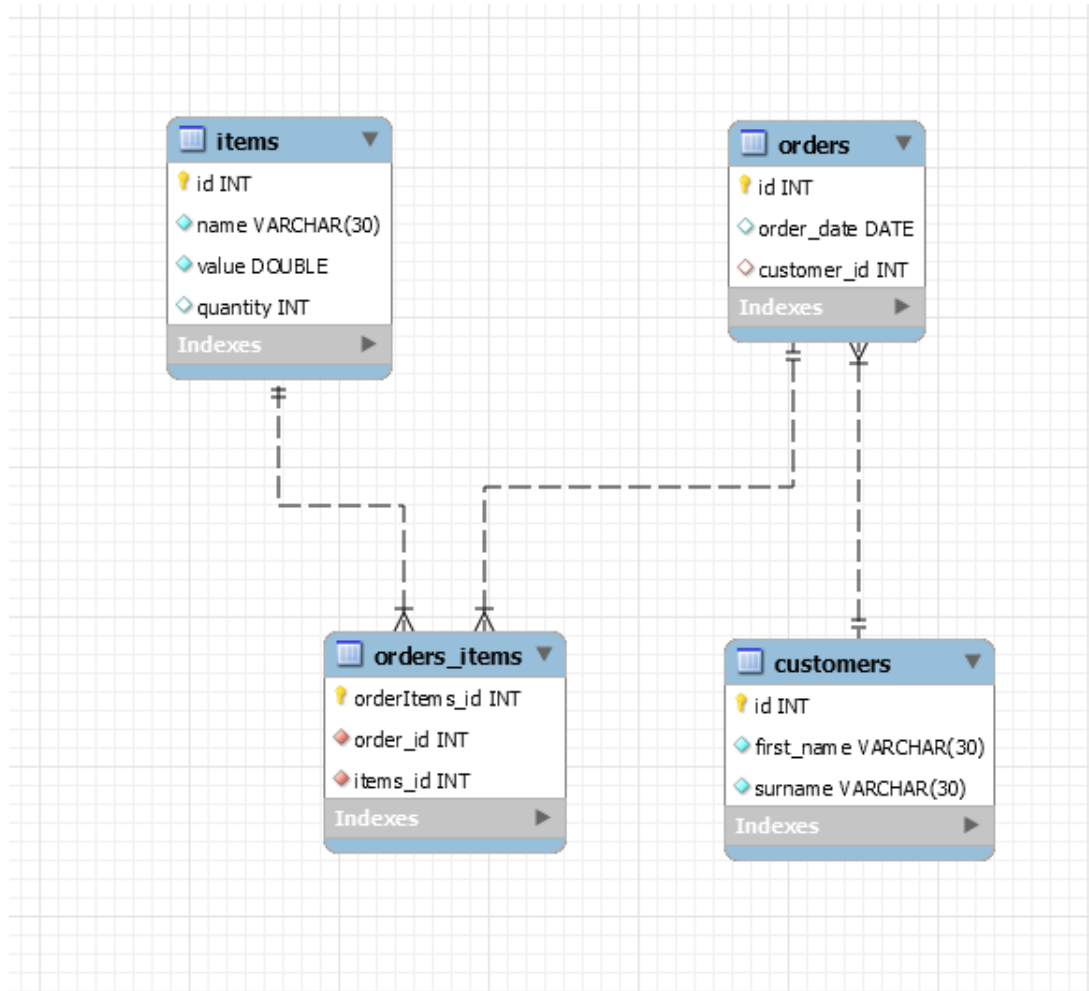 items
id INT
name VARCHAR(30)
value DOUBLE
quantity INT
Indexes
orders
id INT
order_date DATE
customer_id INT
Indexes
orders_items
orderItems_id INT
order_id INT
items_id INT
Indexes
customers
id INT
first_name VARCHAR(30)
surname VARCHAR(30)
Indexes